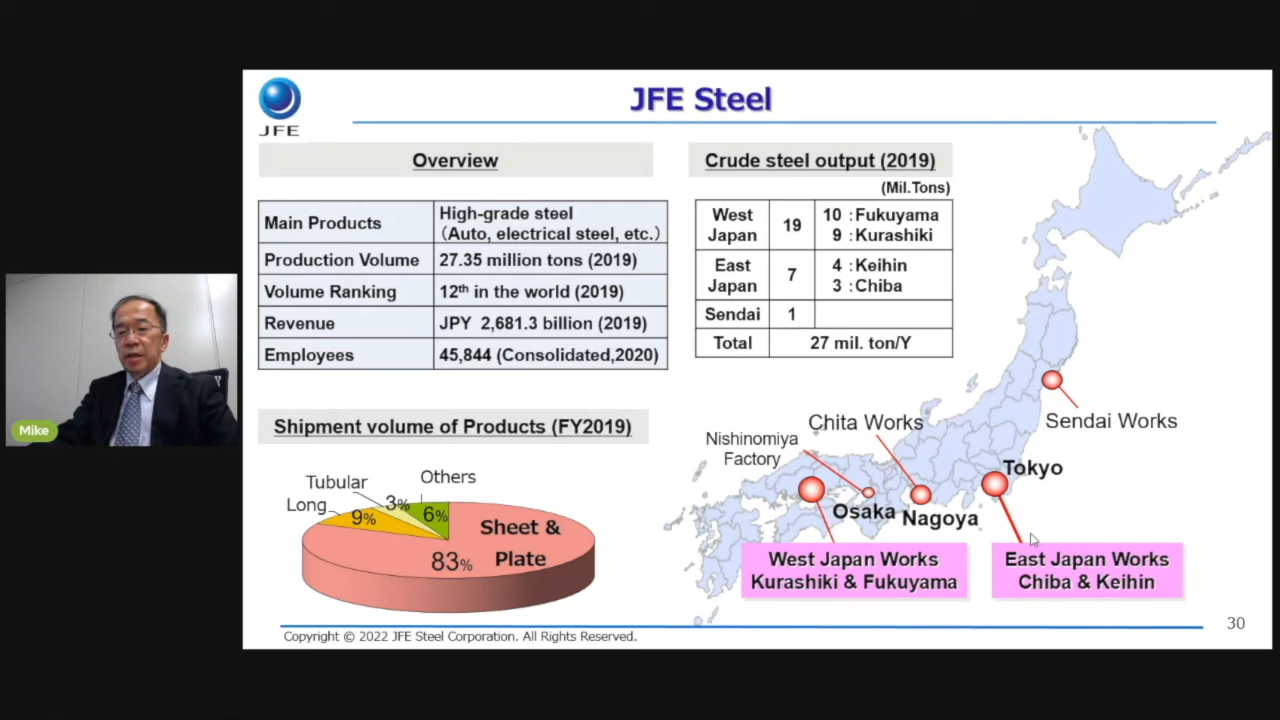 JFE
JFE Steel
Overview
Main Products
High-grade steel
(Auto, electrical steel, etc.)
Production Volume
27.35 million tons (2019)
Volume Ranking
12th in the world (2019)
Revenue
JPY 2,681.3 billion (2019)
Employees
45,844 (Consolidated,2020)
Crude steel output (2019)
(Mil.Tons)
West
Japan
19
10 :Fukuyama
9 :Kurashiki
East
Japan
7
4 :Keihin
3 :Chiba
Sendai
1
Total
27 mil. ton/Y
Shipment volume of Products (FY2019)
Others
Tubular
Long
3%
9%
6%
Sheet &
Plate
83%
Chita Works
Nishinomiya
Factory
Sendai Works
Tokyo
Osaka
Nagoya
West Japan Works
Kurashiki & Fukuyama
East Japan Works
Chiba & Keihin
Mike
Copyright © 2022 JFE Steel Corporation. All Rights Reserved.
30